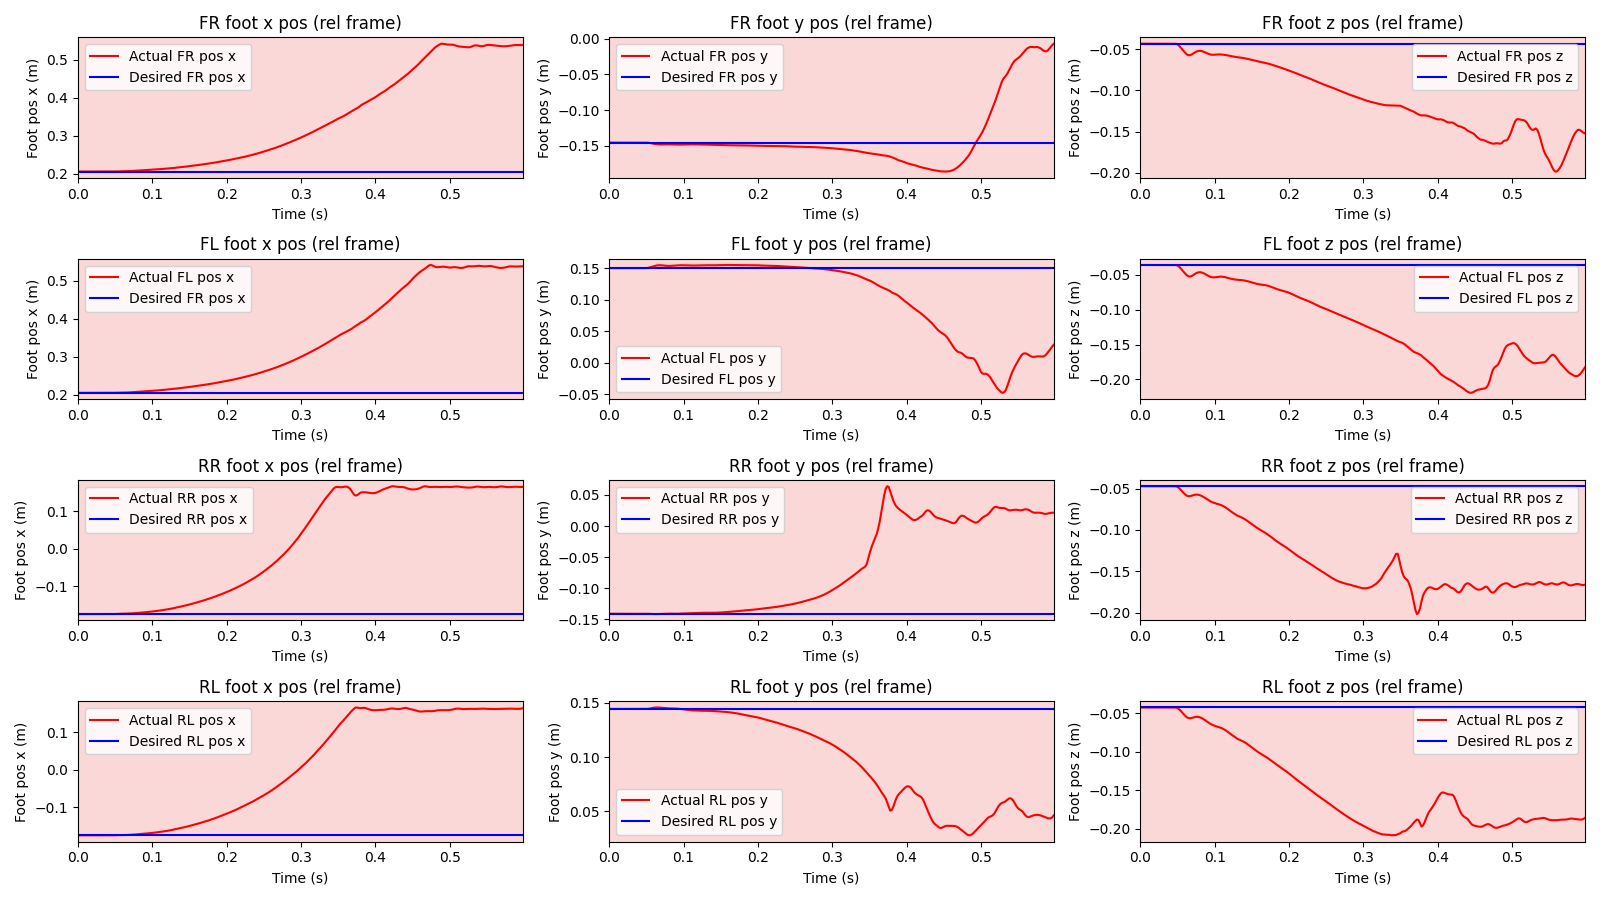 FR foot x pos (rel frame)
FR foot y pos (rel frame)
FR foot z pos (rel frame)
Foot pos x (m)
0.5
0.4
0.3
0.2
Actual FR pos x
Desired FR pos x
0.0
0.1
0.2
0.3
0.4
0.5
Time (s)
Foot pos y (m)
0.00
−0.05
−0.10
−0.15
Actual FR pos y
Desired FR pos y
0.0
0.1
0.2
0.3
0.4
0.5
Time (s)
Foot pos z (m)
−0.05
−0.10
−0.15
−0.20
Actual FR pos z
Desired FR pos z
0.0
0.1
0.2
0.3
0.4
0.5
Time (s)
FL foot x pos (rel frame)
FL foot y pos (rel frame)
FL foot z pos (rel frame)
Foot pos x (m)
0.5
0.4
0.3
0.2
Actual FL pos x
Desired FR pos x
0.0
0.1
0.2
0.3
0.4
0.5
Time (s)
Foot pos y (m)
0.15
0.10
0.05
0.00
−0.05
Actual FL pos y
Desired FL pos y
0.0
0.1
0.2
0.3
0.4
0.5
Time (s)
Foot pos z (m)
−0.05
−0.10
−0.15
−0.20
Actual FL pos z
Desired FL pos z
0.0
0.1
0.2
0.3
0.4
0.5
Time (s)
RR foot x pos (rel frame)
RR foot y pos (rel frame)
RR foot z pos (rel frame)
Foot pos x (m)
0.1
0.0
−0.1
Actual RR pos x
Desired RR pos x
0.0
0.1
0.2
0.3
0.4
0.5
Time (s)
Foot pos y (m)
0.05
0.00
−0.05
−0.10
−0.15
Actual RR pos y
Desired RR pos y
0.0
0.1
0.2
0.3
0.4
0.5
Time (s)
Foot pos z (m)
−0.05
−0.10
−0.15
−0.20
Actual RR pos z
Desired RR pos z
0.0
0.1
0.2
0.3
0.4
0.5
Time (s)
RL foot x pos (rel frame)
RL foot y pos (rel frame)
RL foot z pos (rel frame)
Foot pos x (m)
0.1
0.0
−0.1
Actual RL pos x
Desired RL pos x
0.0
0.1
0.2
0.3
0.4
0.5
Time (s)
Foot pos y (m)
0.15
0.10
0.05
Actual RL pos y
Desired RL pos y
0.0
0.1
0.2
0.3
0.4
0.5
Time (s)
Foot pos z (m)
−0.05
−0.10
−0.15
−0.20
Actual RL pos z
Desired RL pos z
0.0
0.1
0.2
0.3
0.4
0.5
Time (s)